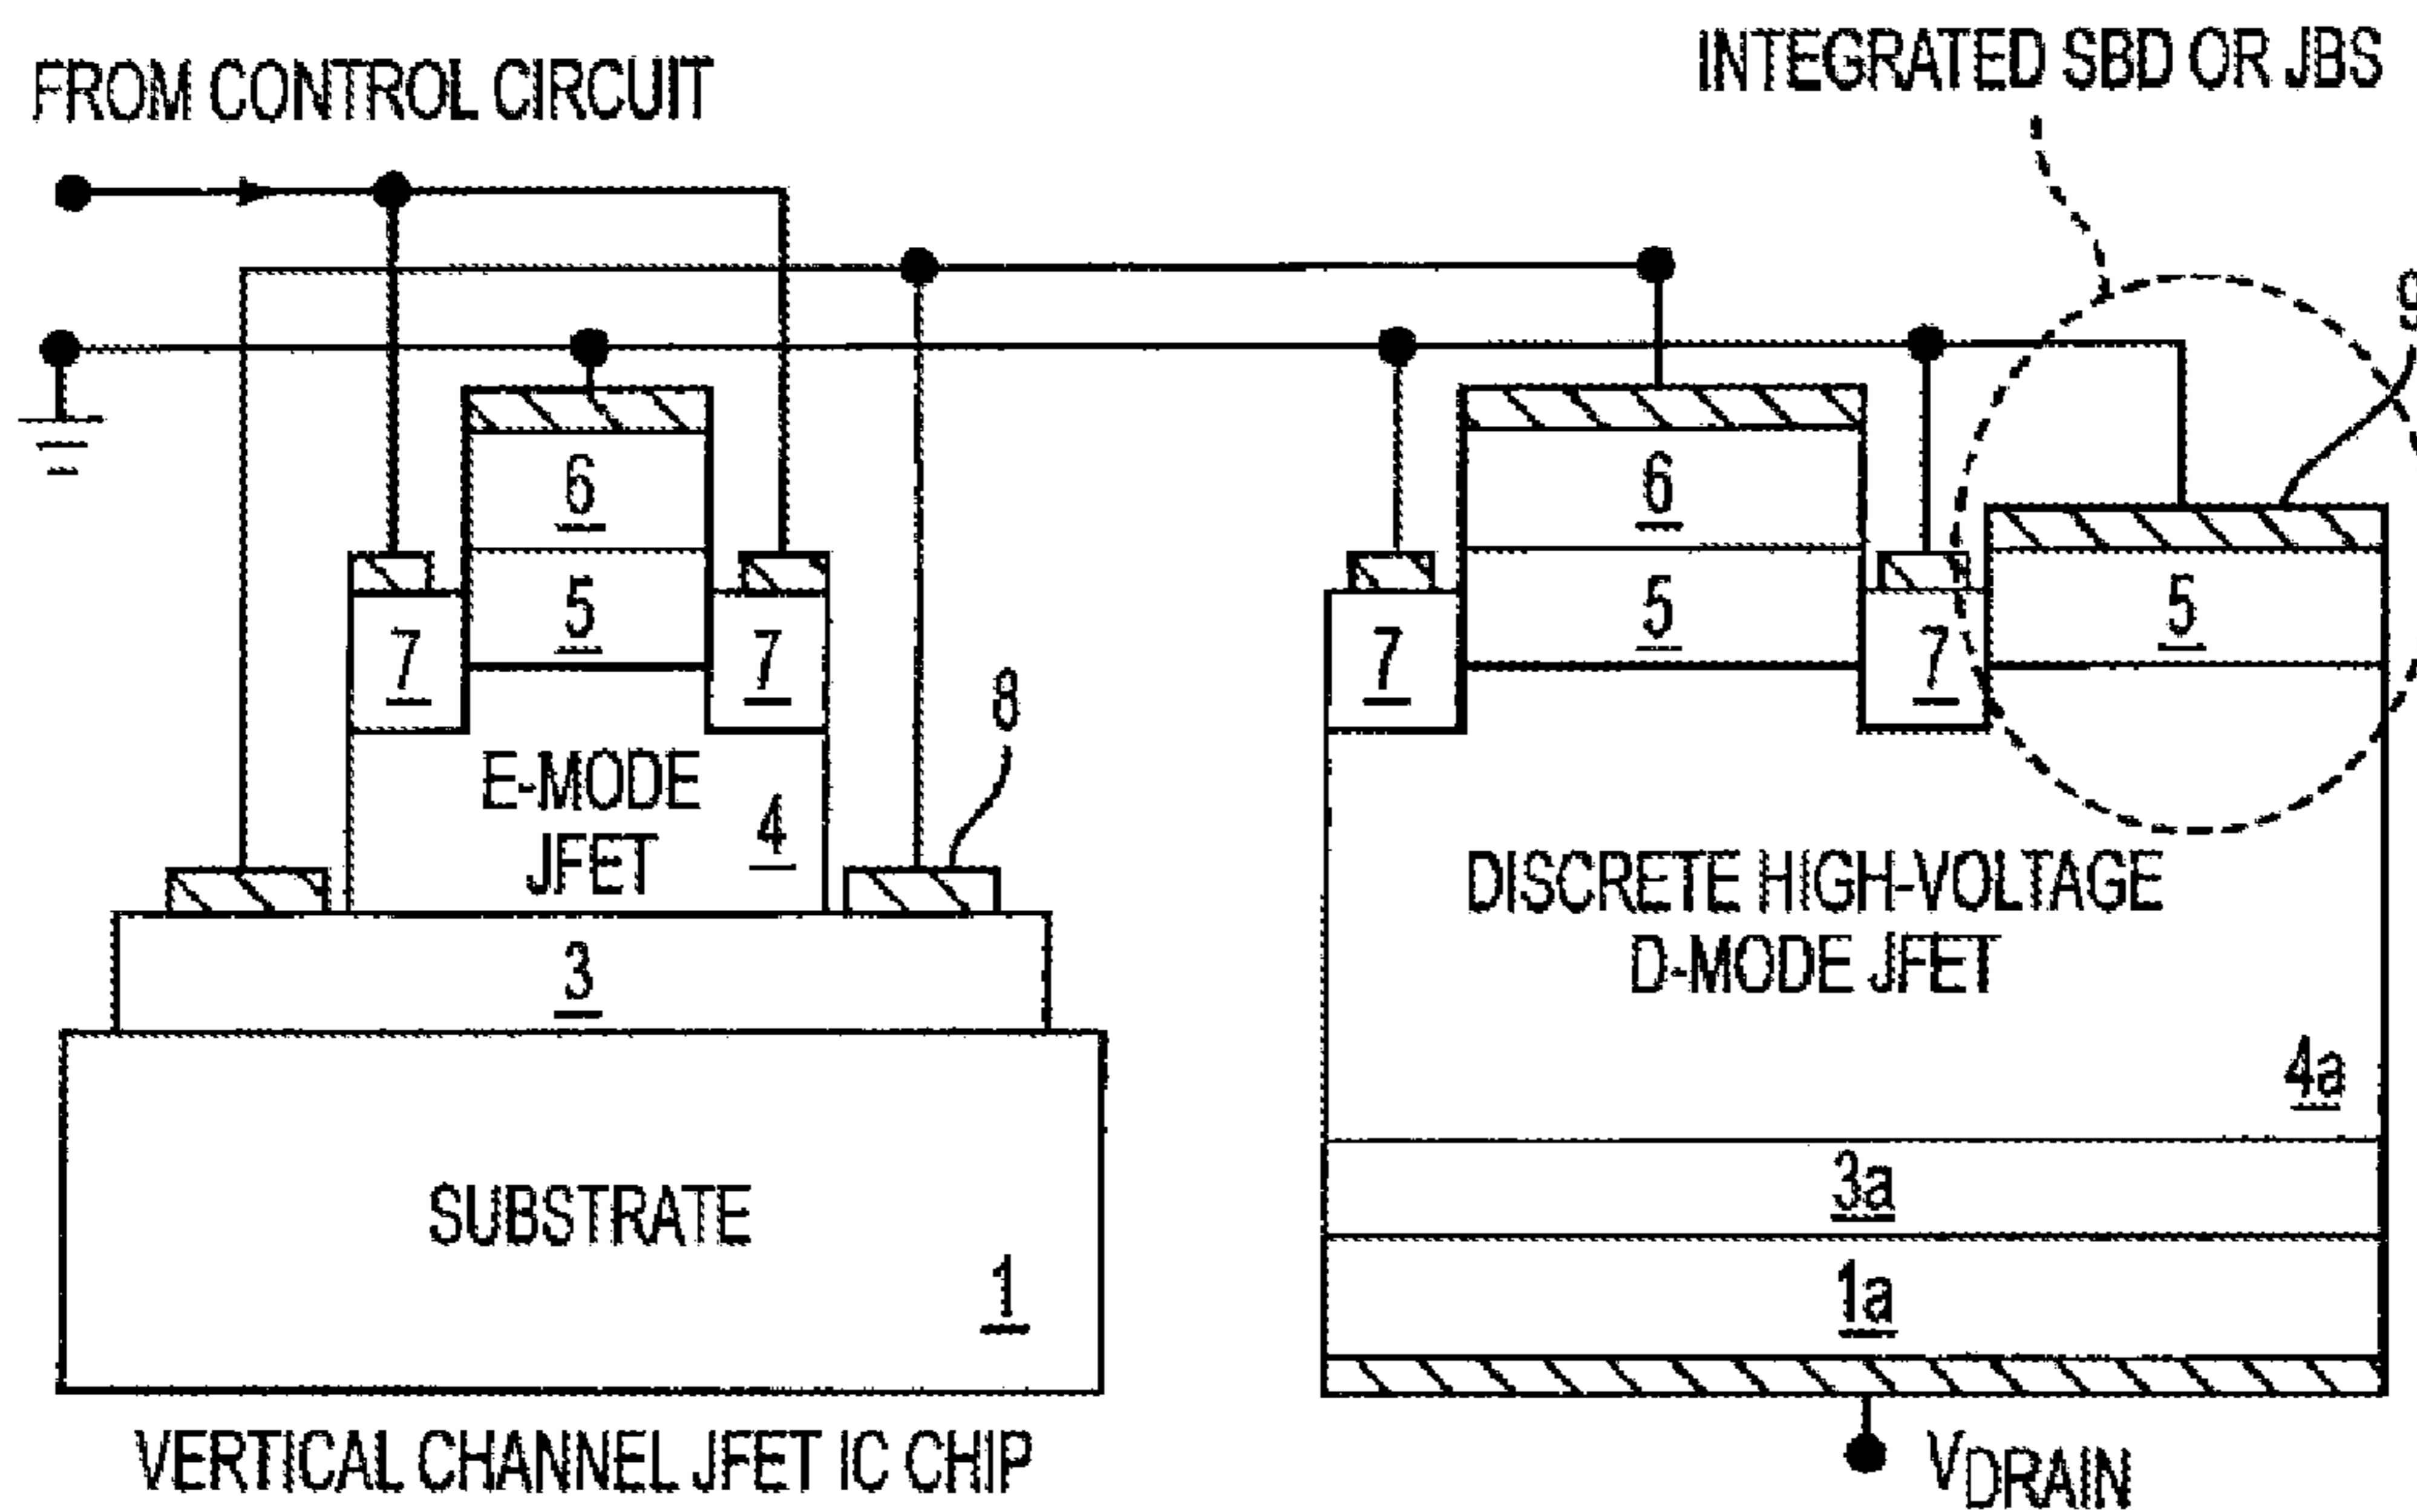 FROM CONTROL CIRCUIT
INTEGRATED SBD OR JBS
9
6
5
7
7
8
E-MODE
JFET
4
3
SUBSTRATE
1
VERTICAL CHANNEL JFET IC CHIP
6
5
7
7
5
DISCRETE HIGH-VOLTAGE
D-MODE JFET
4a
3a
1a
VDRAIN